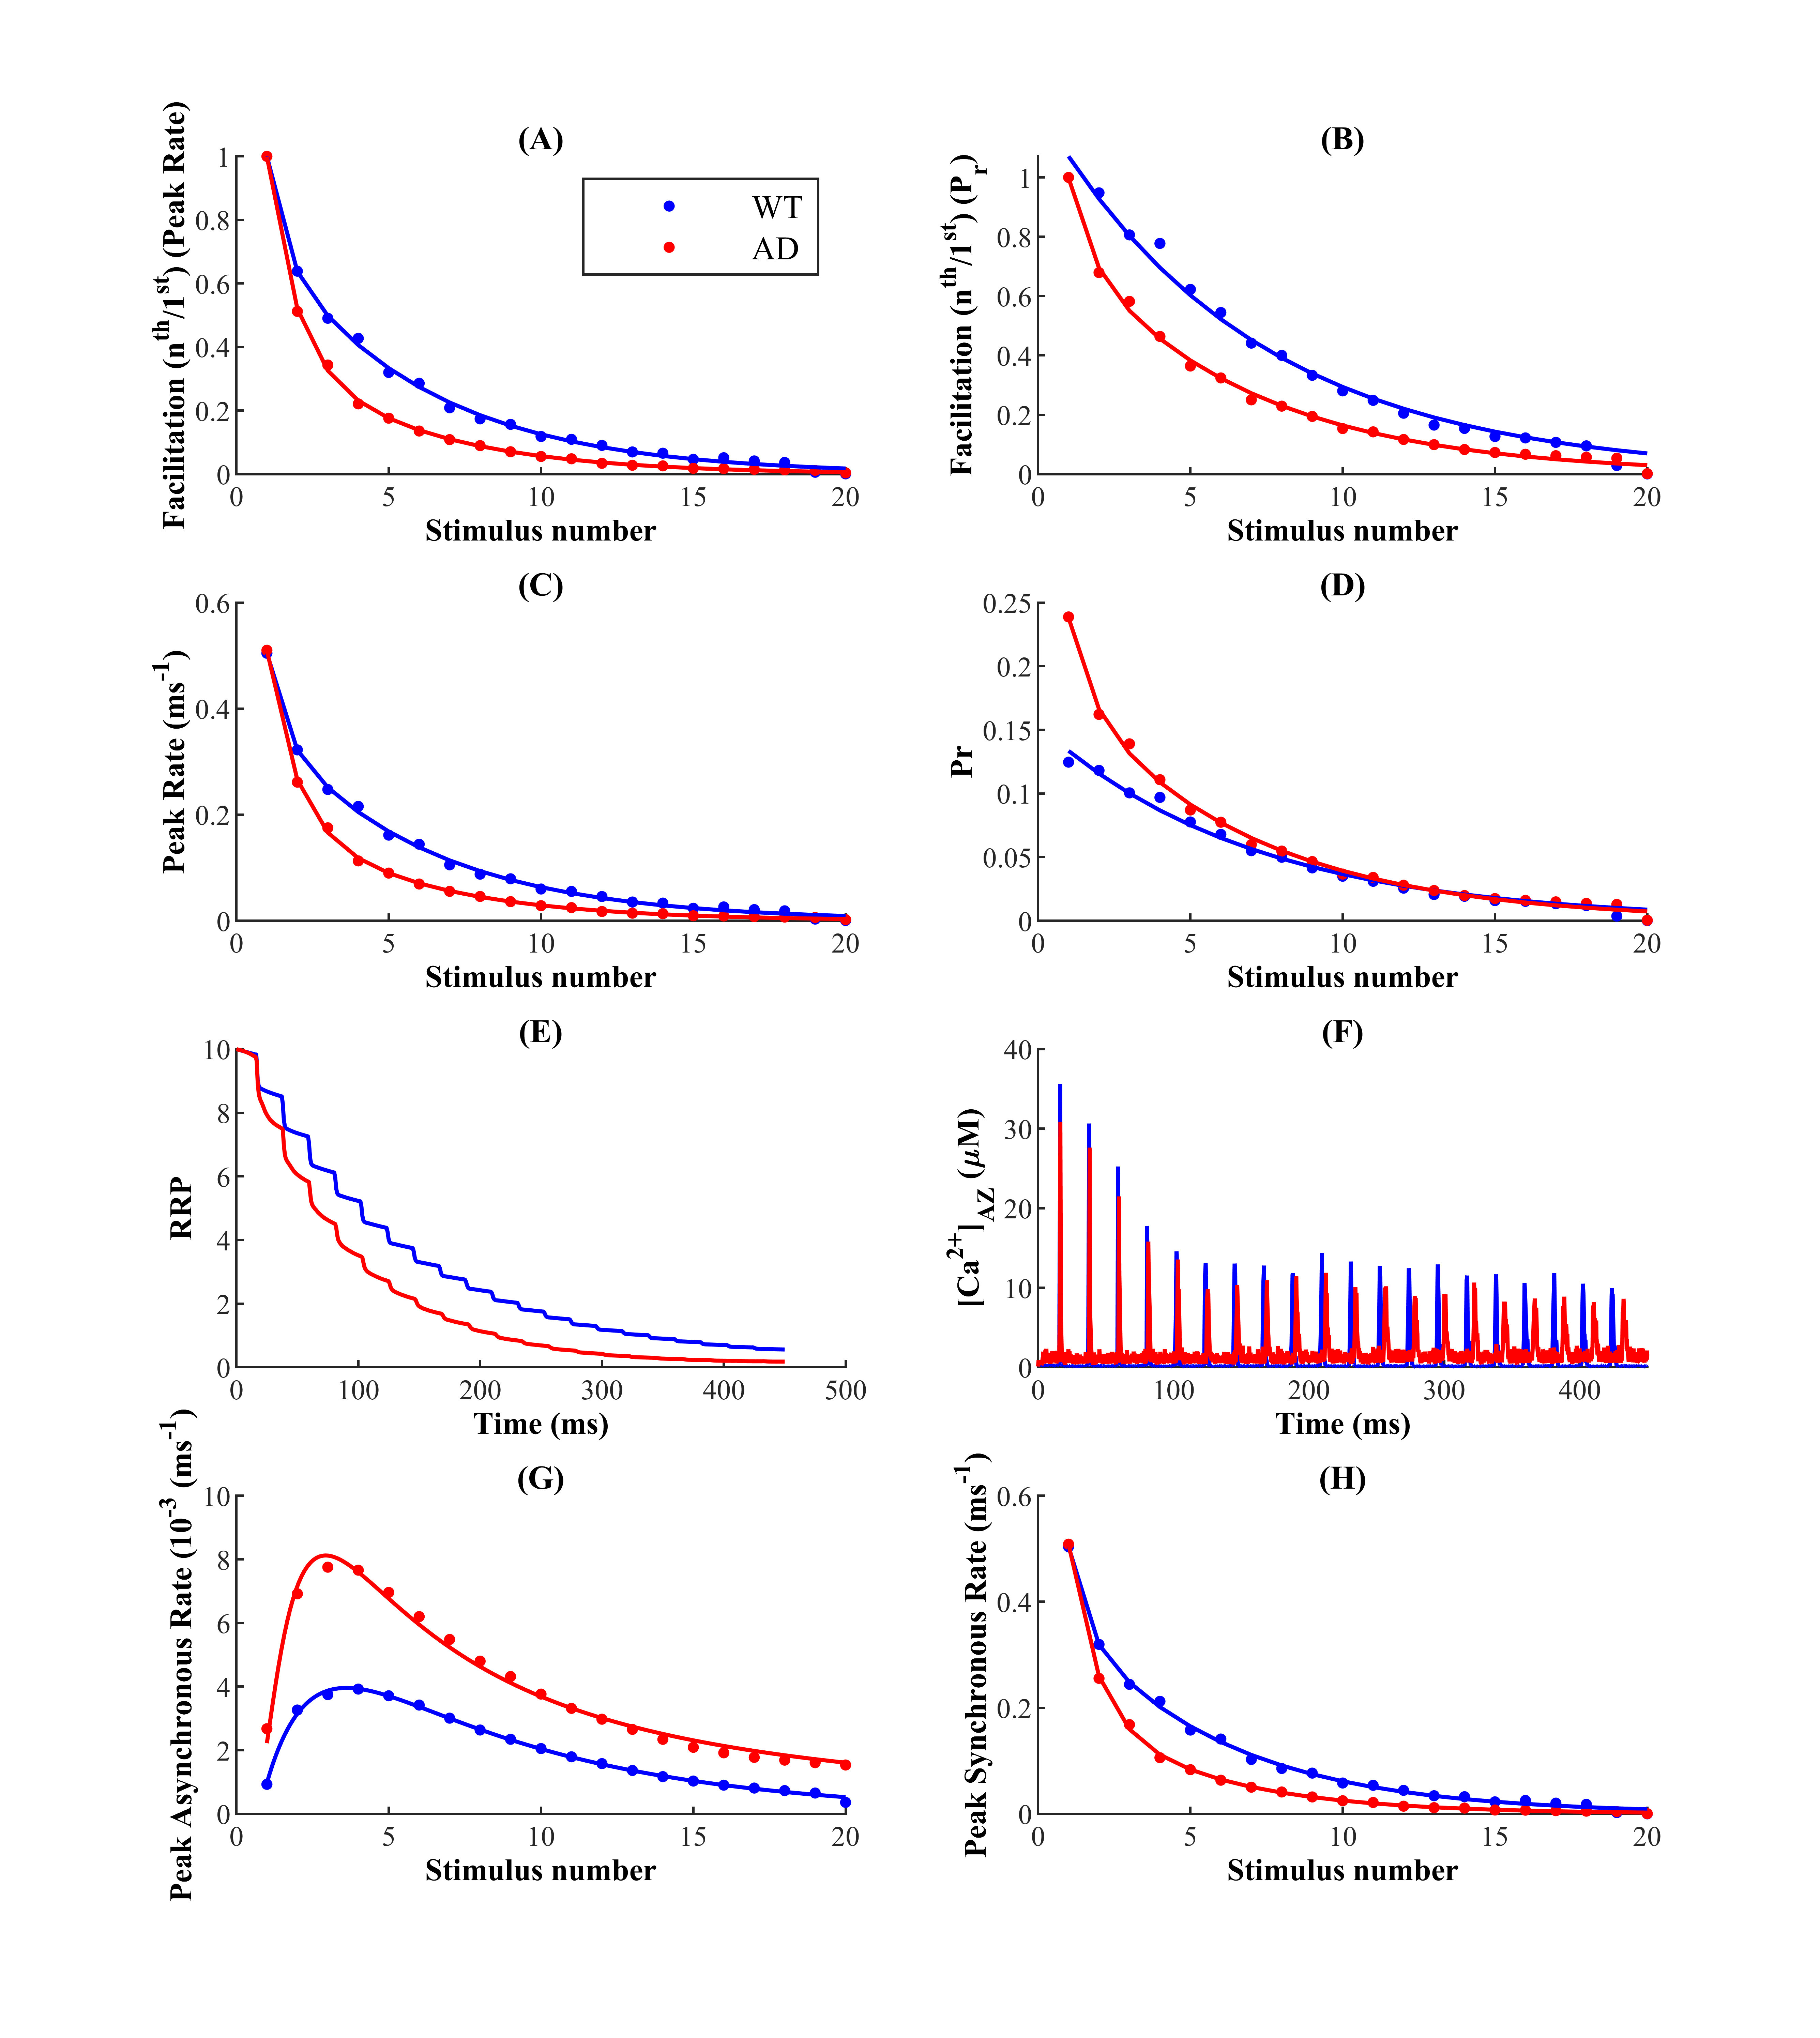 (A)
Facilitation (n^th/1^st) (Peak Rate)
1
0.8
0.6
0.4
0.2
0
0 5 10 15 20
Stimulus number
WT
AD
(B)
Facilitation (n^th/1^st) (P_r)
1
0.8
0.6
0.4
0.2
0
0 5 10 15 20
Stimulus number
(C)
Peak Rate (ms^-1)
0.6
0.4
0.2
0
0 5 10 15 20
Stimulus number
(D)
Pr
0.25
0.2
0.15
0.1
0.05
0
0 5 10 15 20
Stimulus number
(E)
RRP
10
8
6
4
2
0
0 100 200 300 400 500
Time (ms)
(F)
[Ca^2+]_AZ (μM)
40
30
20
10
0
0 100 200 300 400
Time (ms)
(G)
Peak Asynchronous Rate (10^-3 (ms^-1)
10
8
6
4
2
0
0 5 10 15 20
Stimulus number
(H)
Peak Synchronous Rate (ms^-1)
0.6
0.4
0.2
0
0 5 10 15 20
Stimulus number